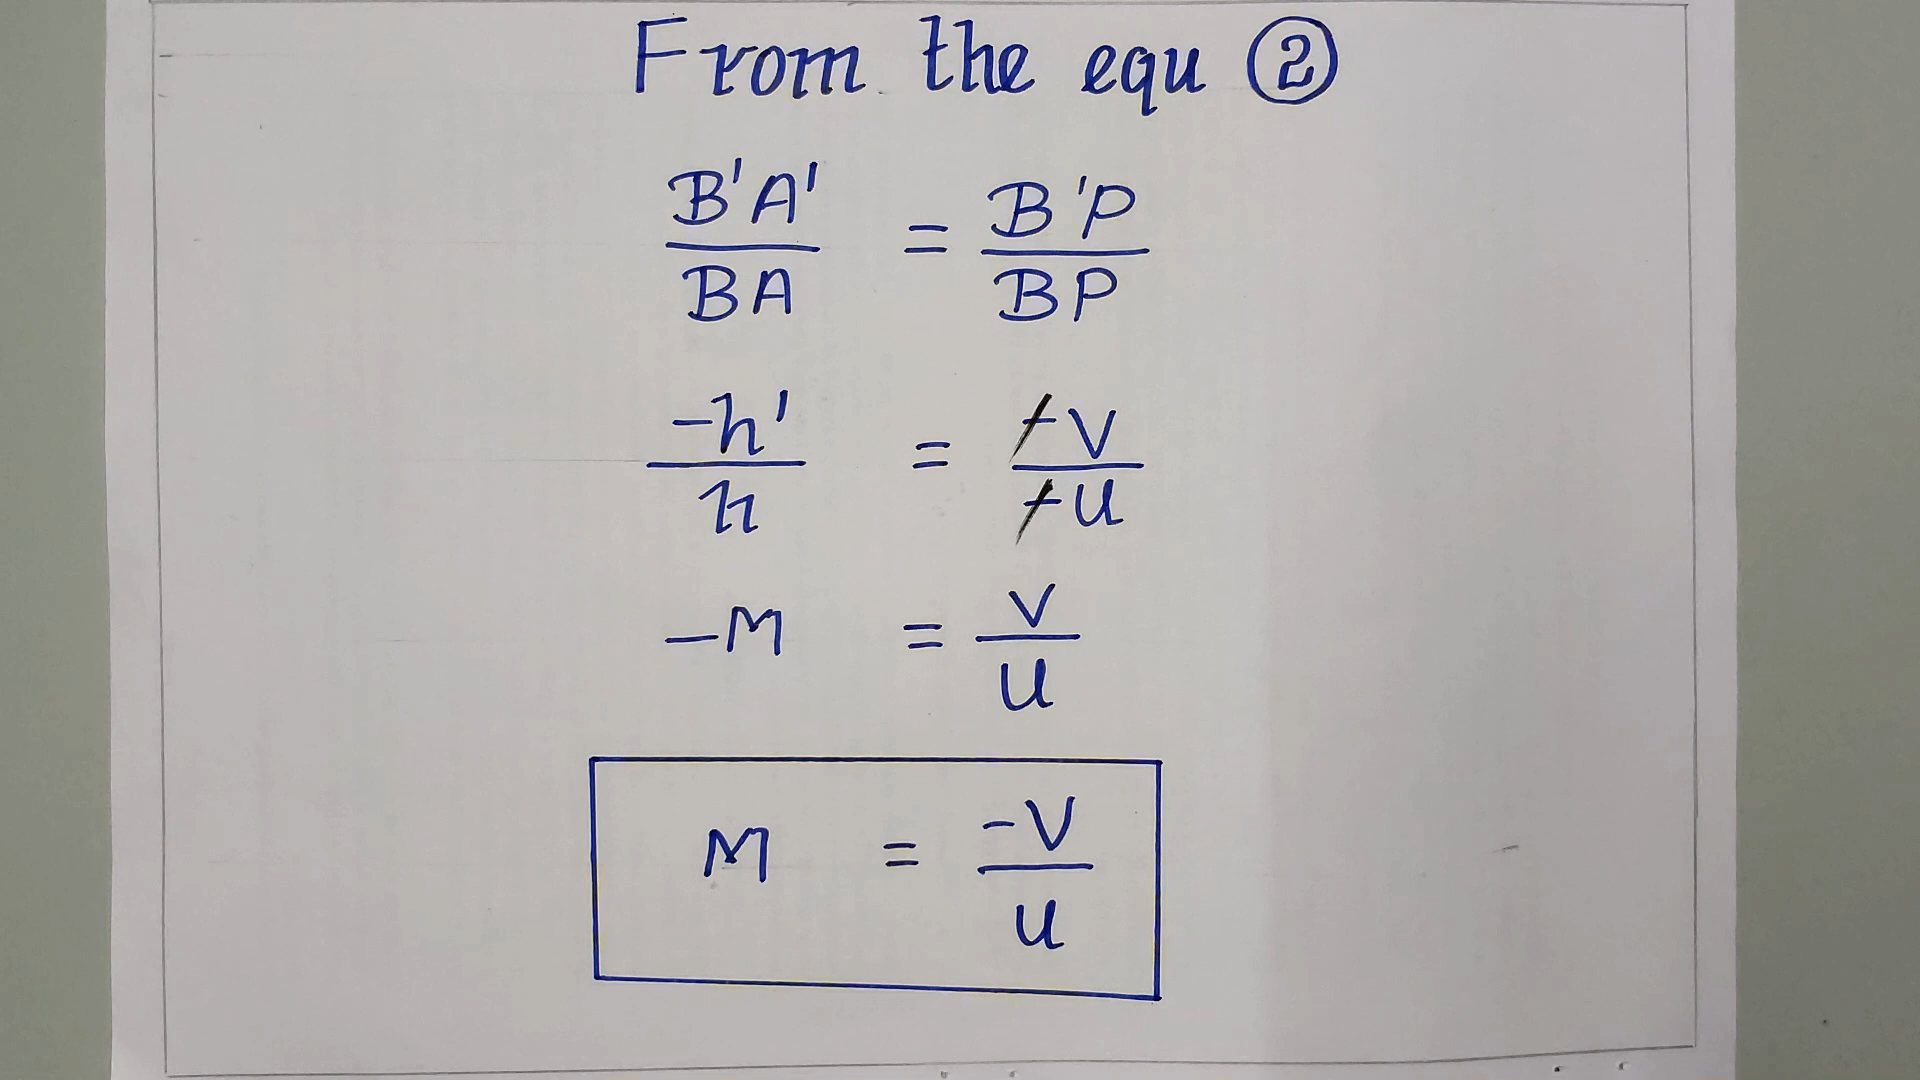 From the equ ②
B'A'/BA = B'P/BP
-h'/h = -v/-u
-M = v/u
M = -v/u